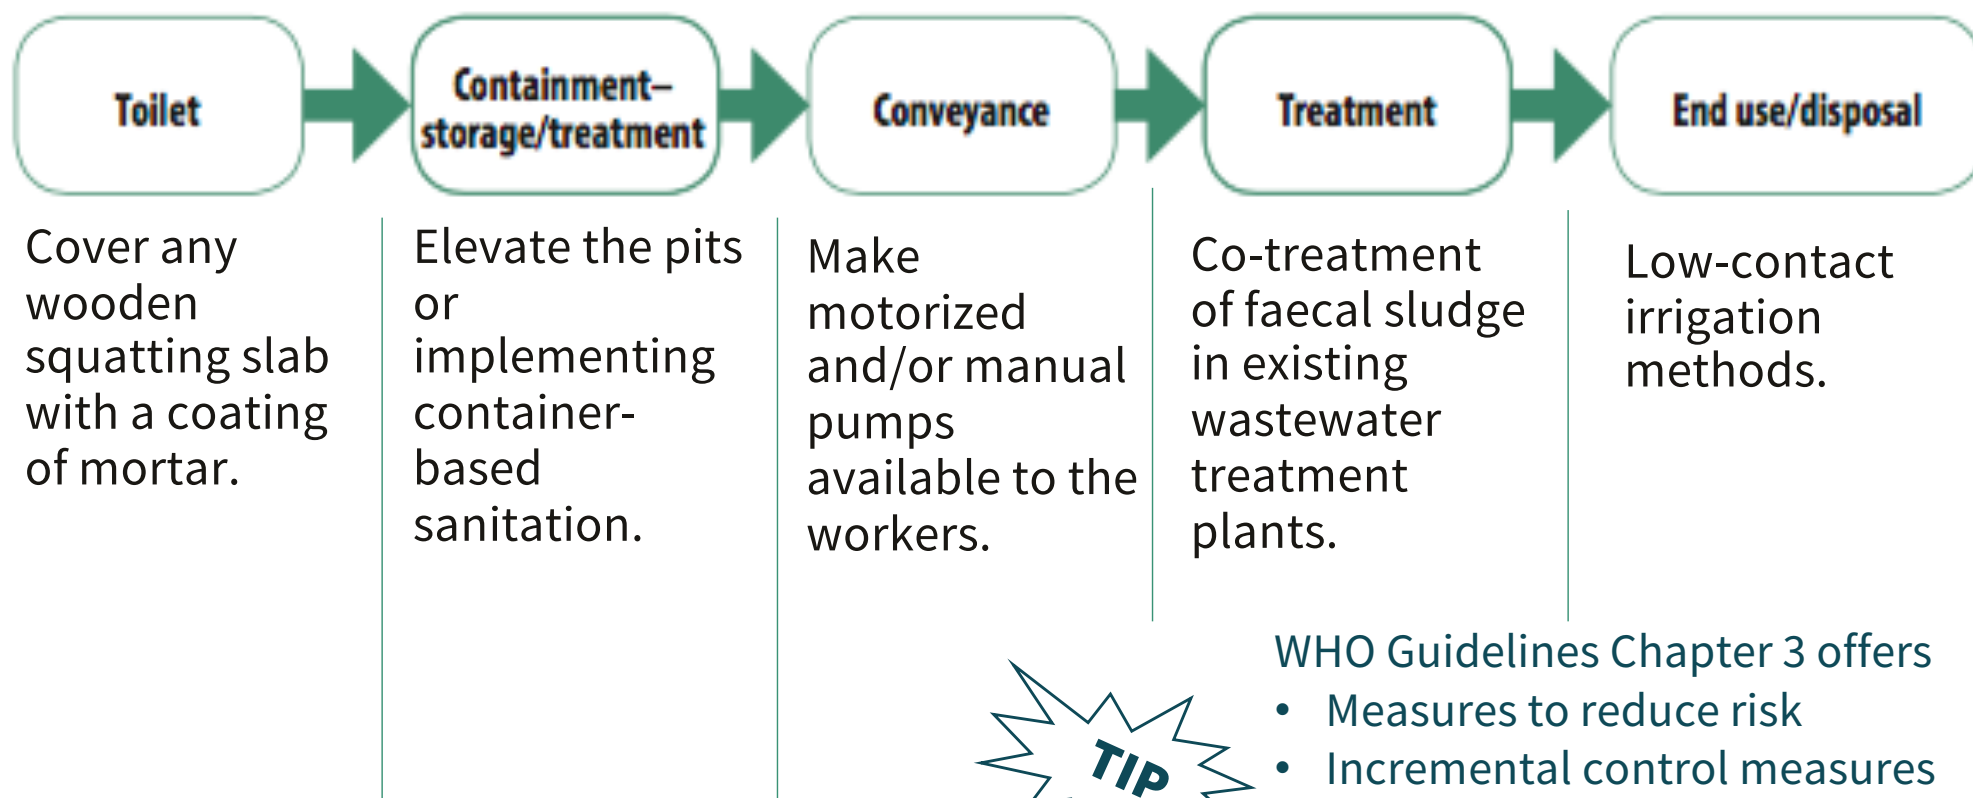 Toilet
Containment–
storage/treatment
Conveyance
Treatment
End use/disposal
Cover any
wooden
squatting slab
with a coating
of mortar.
Elevate the pits
or
implementing
container-
based
sanitation.
Make
motorized
and/or manual
pumps
available to the
workers.
Co-treatment
of faecal sludge
in existing
wastewater
treatment
plants.
Low-contact
irrigation
methods.
TIP
WHO Guidelines Chapter 3 offers
• Measures to reduce risk
• Incremental control measures